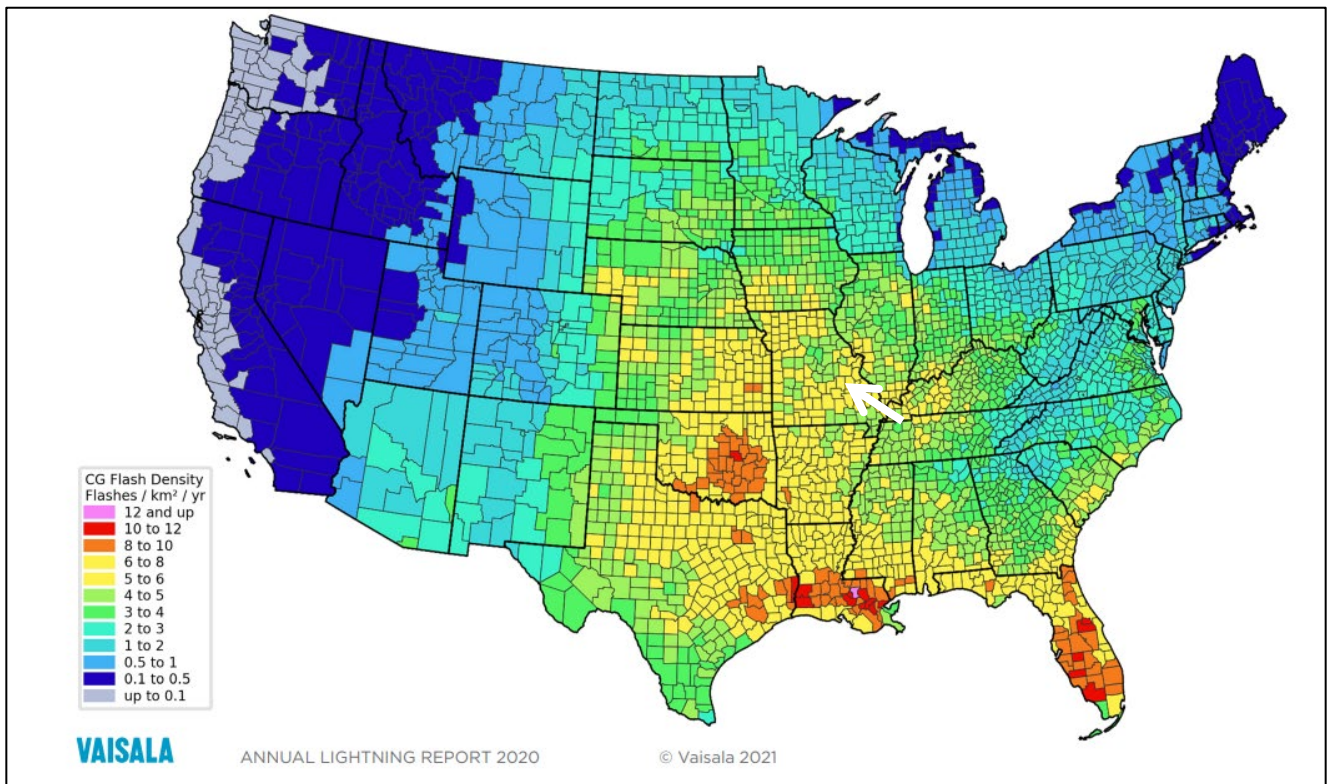 CG Flash Density
Flashes / km² / yr
12 and up
10 to 12
8 to 10
6 to 8
5 to 6
4 to 5
3 to 4
2 to 3
1 to 2
0.5 to 1
0.1 to 0.5
up to 0.1
VAISALA ANNUAL LIGHTNING REPORT 2020 © Vaisala 2021